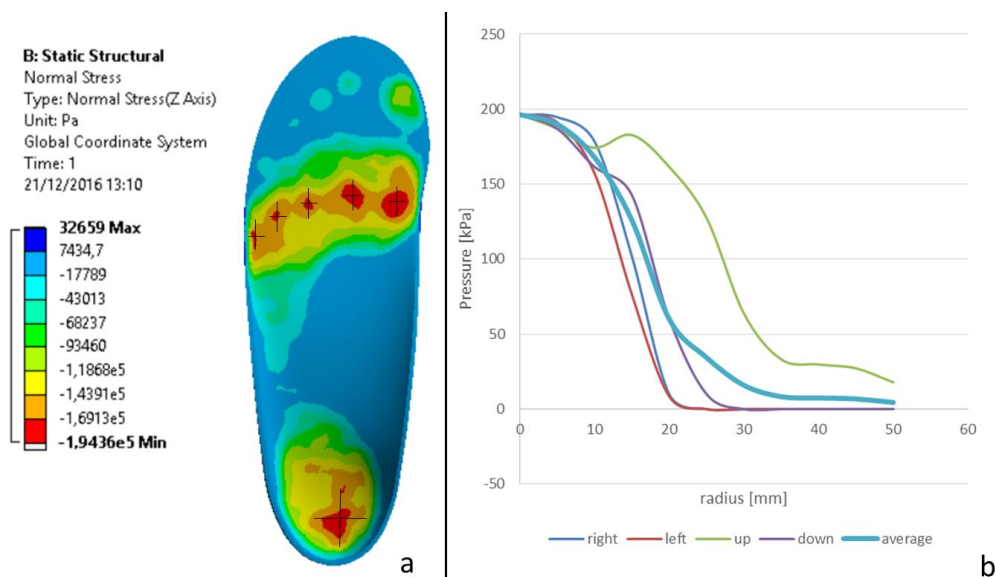 B: Static Structural
Normal Stress
Type: Normal Stress(Z Axis)
Unit: Pa
Global Coordinate System
Time: 1
21/12/2016 13:10
32659 Max
7434,7
-17789
-43013
-68237
-93460
-1,1868e5
-1,4391e5
-1,6913e5
-1,9436e5 Min
a
250
200
150
100
50
0
-50
Pressure [kPa]
0 10 20 30 40 50 60
radius [mm]
right left up down average
b